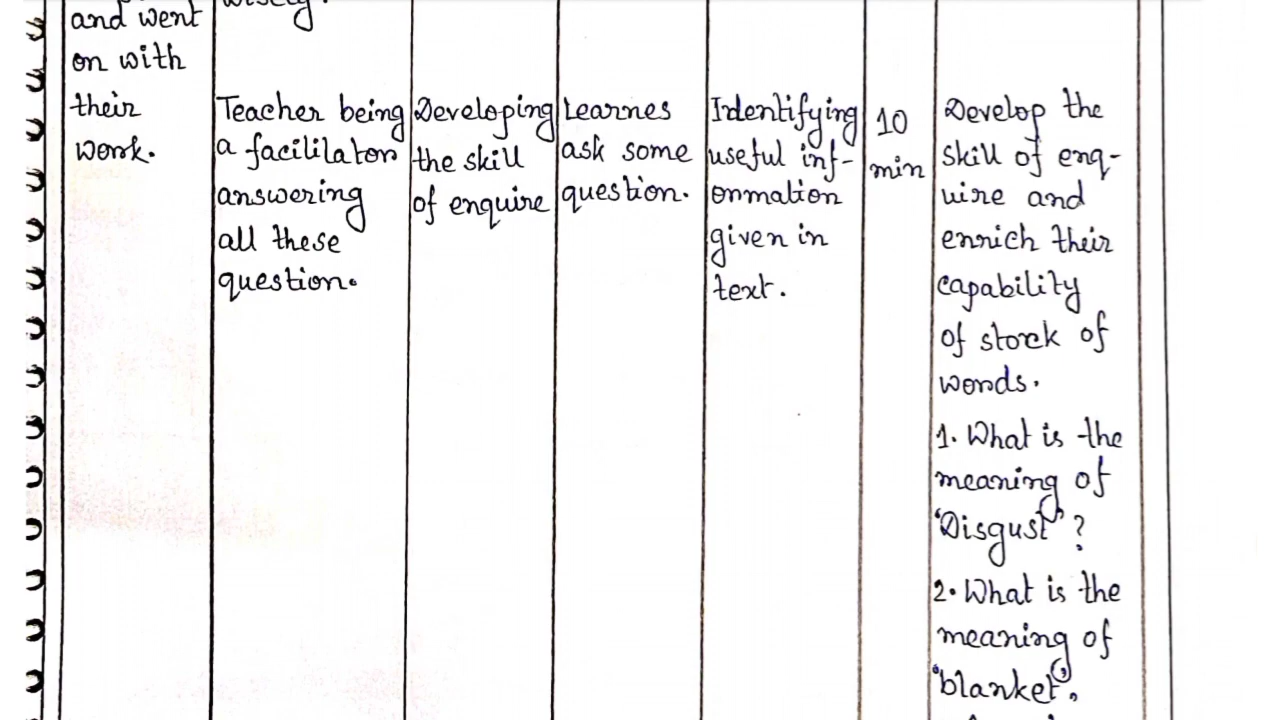 and went
on with
their
work.
wisely.
Teacher being
a facililator
answering
all these
question.
Developing
the skill
of enquire
Learnes
ask some
question.
Identifying
useful inf-
ormation
given in
text.
10
min
Develop the
skill of enq-
uire and
enrich their
capability
of stock of
words.
1. What is the
meaning of
"Disgust"?
2. What is the
meaning of
"blanket".